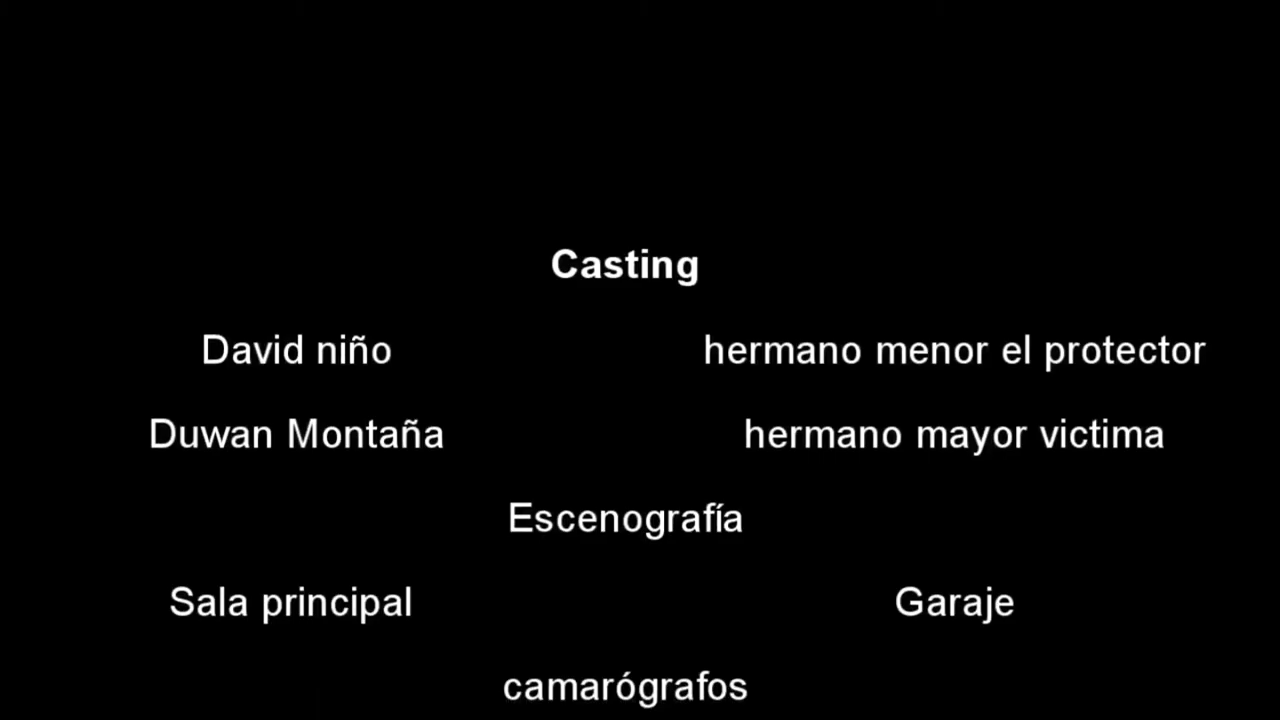 Casting
David niño hermano menor el protector
Duwan Montaña hermano mayor victima
Escenografía
Sala principal Garaje
camarógrafos